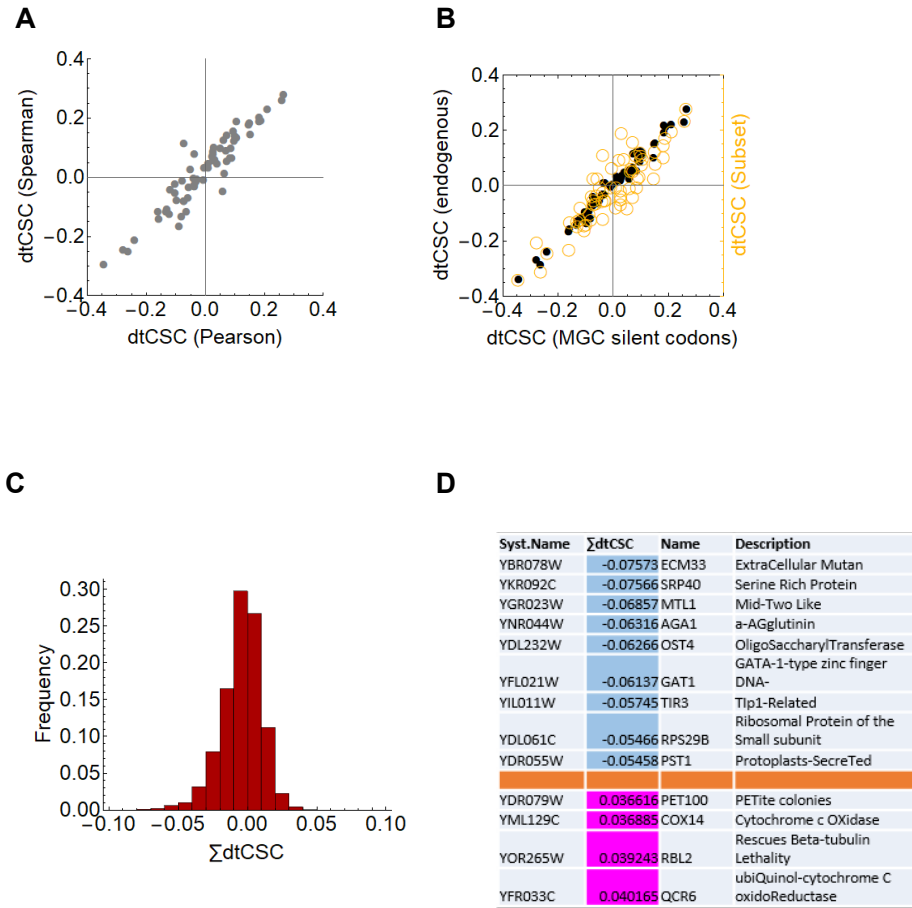 A
0.4
0.2
0.0
−0.2
−0.4
−0.4 −0.2 0.0 0.2 0.4
dtCSC (Spearman)
dtCSC (Pearson)
B
0.4
0.2
0.0
−0.2
−0.4
−0.4 −0.2 0.0 0.2 0.4
dtCSC (endogenous)
dtCSC (Subset)
dtCSC (MGC silent codons)
C
0.30
0.25
0.20
0.15
0.10
0.05
0.00
−0.10 −0.05 0.00 0.05 0.10
Frequency
∑dtCSC
D
Syst.Name ∑dtCSC Name Description
YBR078W -0.07573 ECM33 ExtraCellular Mutan
YKR092C -0.07566 SRP40 Serine Rich Protein
YGR023W -0.06857 MTL1 Mid-Two Like
YNR044W -0.06316 AGA1 a-AGglutinin
YDL232W -0.06266 OST4 OligoSaccharylTransferase
GATA-1-type zinc finger
YFL021W -0.06137 GAT1 DNA-
YIL011W -0.05745 TIR3 TIp1-Related
Ribosomal Protein of the
YDL061C -0.05466 RPS29B Small subunit
YDR055W -0.05458 PST1 Protoplasts-SecreTed
YDR079W 0.036616 PET100 PETite colonies
YML129C 0.036885 COX14 Cytochrome c OXidase
Rescues Beta-tubulin
YOR265W 0.039243 RBL2 Lethality
ubiQuinol-cytochrome C
YFR033C 0.040165 QCR6 oxidoReductase